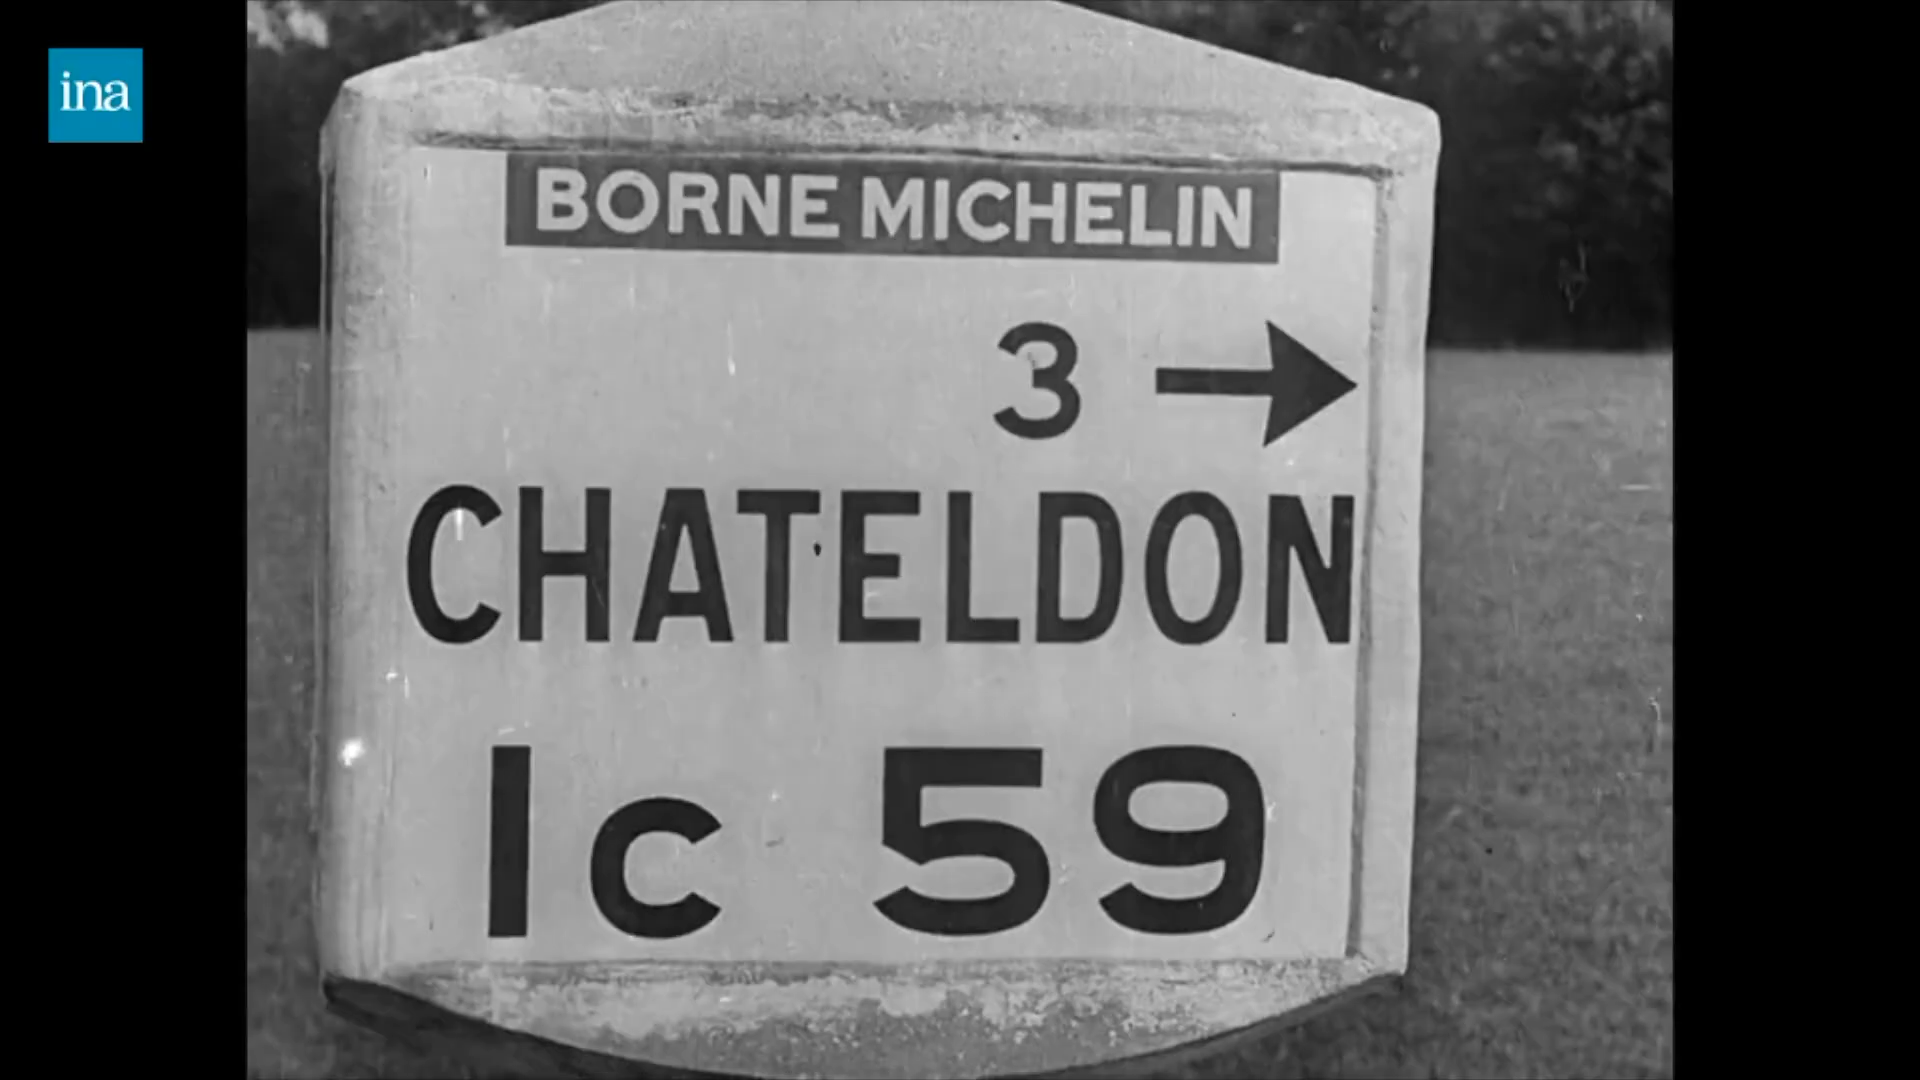 ina
BORNE MICHELIN
3 →
CHATELDON
Ic 59